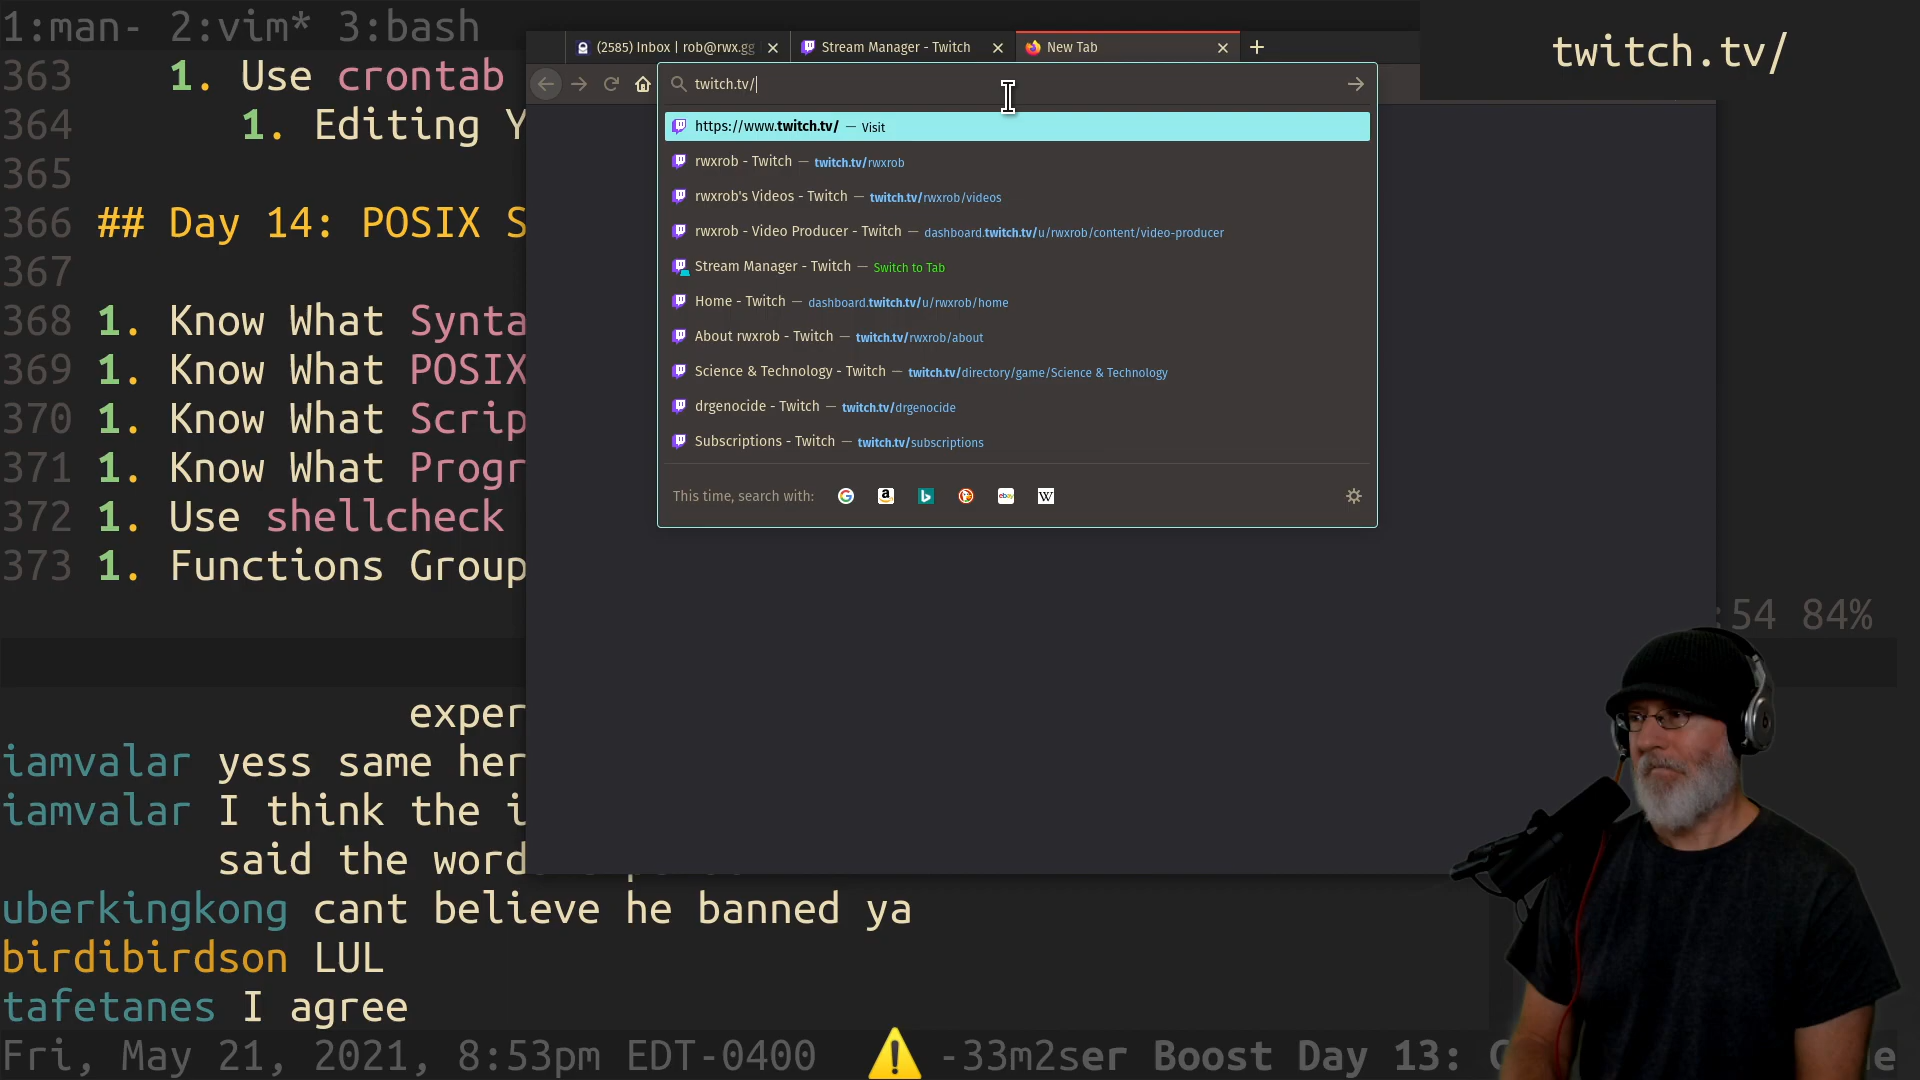 1:man- 2:vim* 3:bash
363 1. Use crontab
364 1. Editing Y
365
366 ## Day 14: POSIX S
367
368 1. Know What Synta
369 1. Know What POSIX
370 1. Know What Scrip
371 1. Know What Progr
372 1. Use shellcheck
373 1. Functions Group
(2585) Inbox | rob@rwx.gg
Stream Manager - Twitch
New Tab
twitch.tv/
twitch.tv/
https://www.twitch.tv/ — Visit
rwxrob - Twitch — twitch.tv/rwxrob
rwxrob's Videos - Twitch — twitch.tv/rwxrob/videos
rwxrob - Video Producer - Twitch — dashboard.twitch.tv/u/rwxrob/content/video-producer
Stream Manager - Twitch — Switch to Tab
Home - Twitch — dashboard.twitch.tv/u/rwxrob/home
About rwxrob - Twitch — twitch.tv/rwxrob/about
Science & Technology - Twitch — twitch.tv/directory/game/Science & Technology
drgenocide - Twitch — twitch.tv/drgenocide
Subscriptions - Twitch — twitch.tv/subscriptions
This time, search with:
:54 84%
exper
iamvalar yess same her
iamvalar I think the i
said the word
uberkingkong cant believe he banned ya
birdibirdson LUL
tafetanes I agree
Fri, May 21, 2021, 8:53pm EDT-0400 ⚠ -33m2ser Boost Day 13: